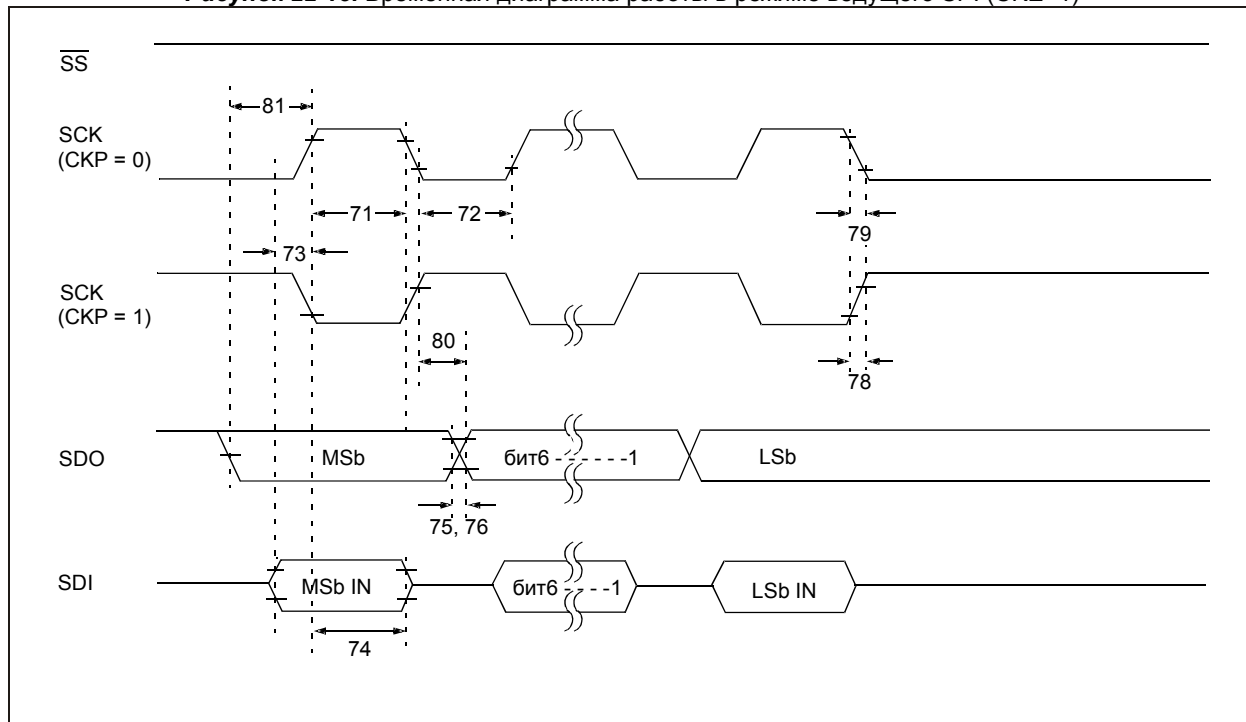 SS
81
SCK
(CKP = 0)
71
72
79
73
SCK
(CKP = 1)
80
78
SDO
MSb
бит6 - - - - - -1
LSb
75, 76
SDI
MSb IN
бит6 - - - -1
LSb IN
74